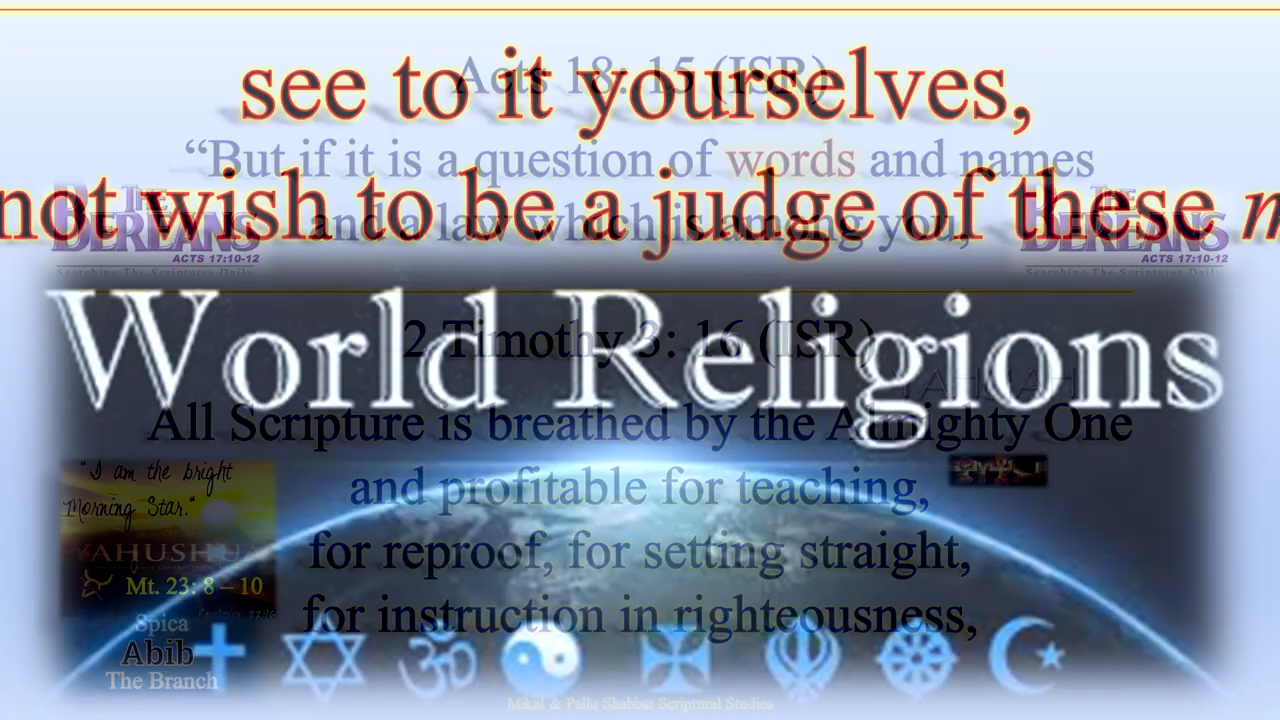 Acts 18: 15 (ISR)
see to it yourselves,
“But if it is a question of words and names
not wish to be a judge of these
and a law which is among you,
THE
BEREANS
ACTS 17:10-12
Searching The Scriptures Daily
THE
BEREANS
ACTS 17:10-12
Searching The Scriptures Daily
World Religions
2 Timothy 3: 16 (ISR)
All Scripture is breathed by the Almighty One
and profitable for teaching,
for reproof, for setting straight,
for instruction in righteousness,
"I am the bright
Morning Star."
YAHUSHUA
Mt. 23: 8 – 10
Spica
Abib
The Branch
Mikal & Pallu Shabbat Scriptural Studies